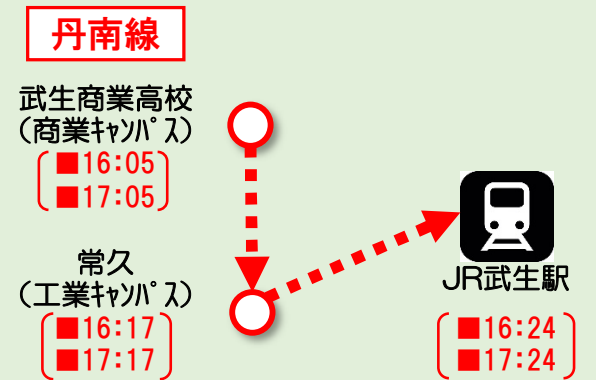 丹南線
武生商業高校
（商業ｷｬﾝﾊﾟｽ）
■16:05
■17:05
常久
（工業ｷｬﾝﾊﾟｽ）
■16:17
■17:17
JR武生駅
■16:24
■17:24